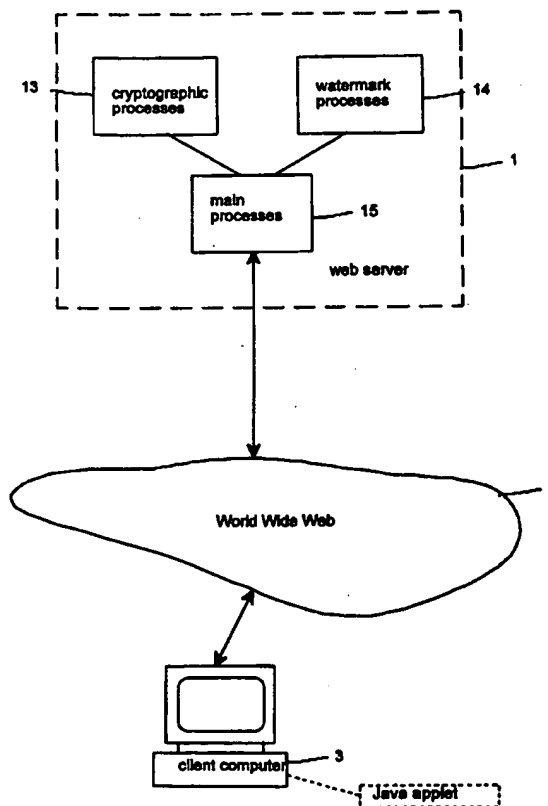 13
cryptographic
processes
watermark
processes
14
1
main
processes
15
web server
World Wide Web
client computer
3
Java applet